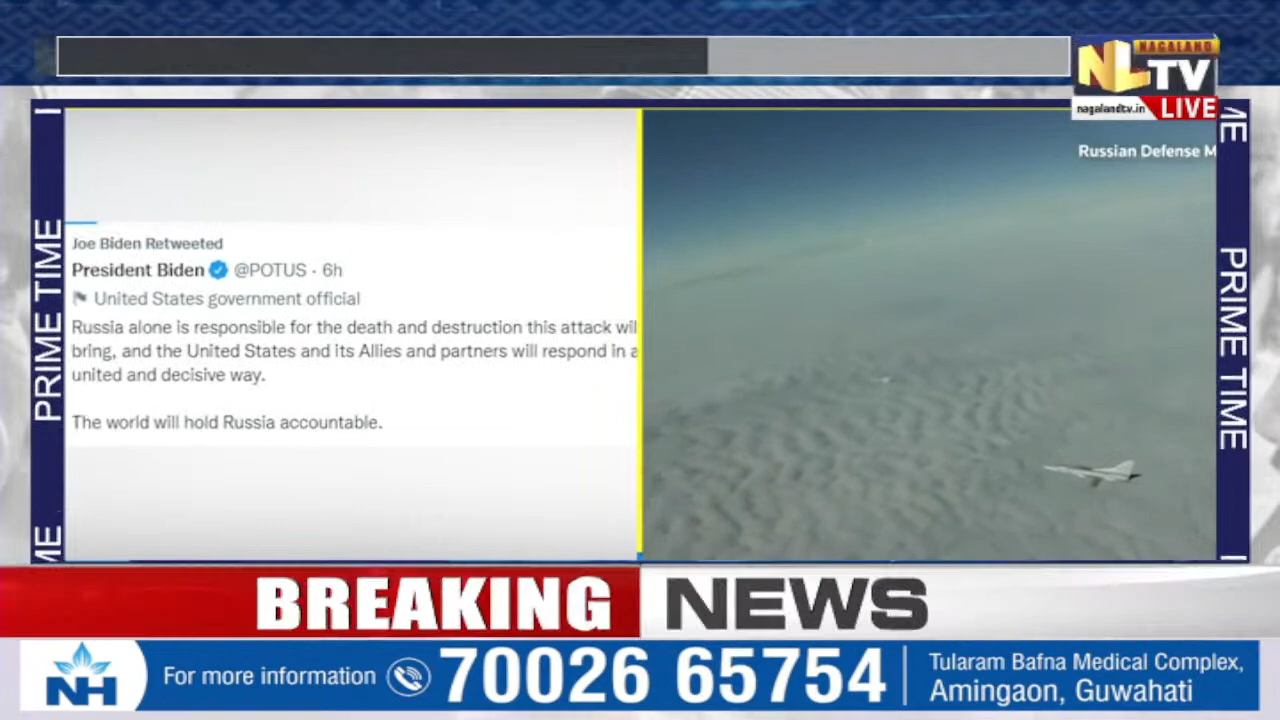 NAGALAND
NLTV
nagalandtv.in LIVE
Russian Defense M
Joe Biden Retweeted
President Biden @POTUS · 6h
United States government official
Russia alone is responsible for the death and destruction this attack wil
bring, and the United States and its Allies and partners will respond in a
united and decisive way.
The world will hold Russia accountable.
PRIME TIME
ME
I
ME
PRIME TIME
I
BREAKING NEWS
NH
For more information 70026 65754
Tularam Bafna Medical Complex,
Amingaon, Guwahati